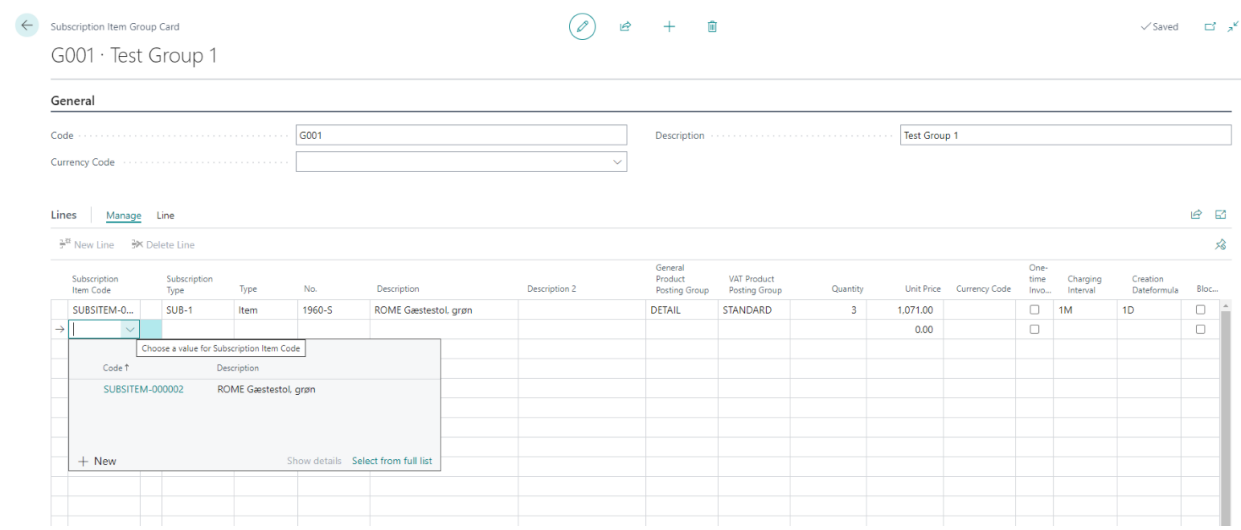 Subscription Item Group Card
Saved
G001 · Test Group 1
General
Code
G001
Description
Test Group 1
Currency Code
Lines Manage Line
New Line Delete Line
Subscription Item Code Subscription Type Type No. Description Description 2 General Product Posting Group VAT Product Posting Group Quantity Unit Price Currency Code One-time Invo... Charging Interval Creation Dateformula Bloc...
SUBSITEM-0... SUB-1 Item 1960-S ROME Gæstestol, grøn DETAIL STANDARD 3 1.071.00 1M 1D
0.00
Choose a value for Subscription Item Code
Code↑ Description
SUBSITEM-000002 ROME Gæstestol, grøn
+ New Show details Select from full list